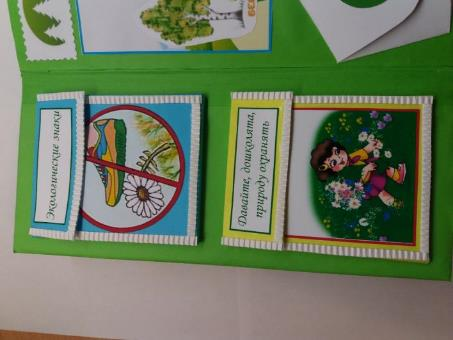 Экологические знаки
Давайте, дошколята,
природу охранять